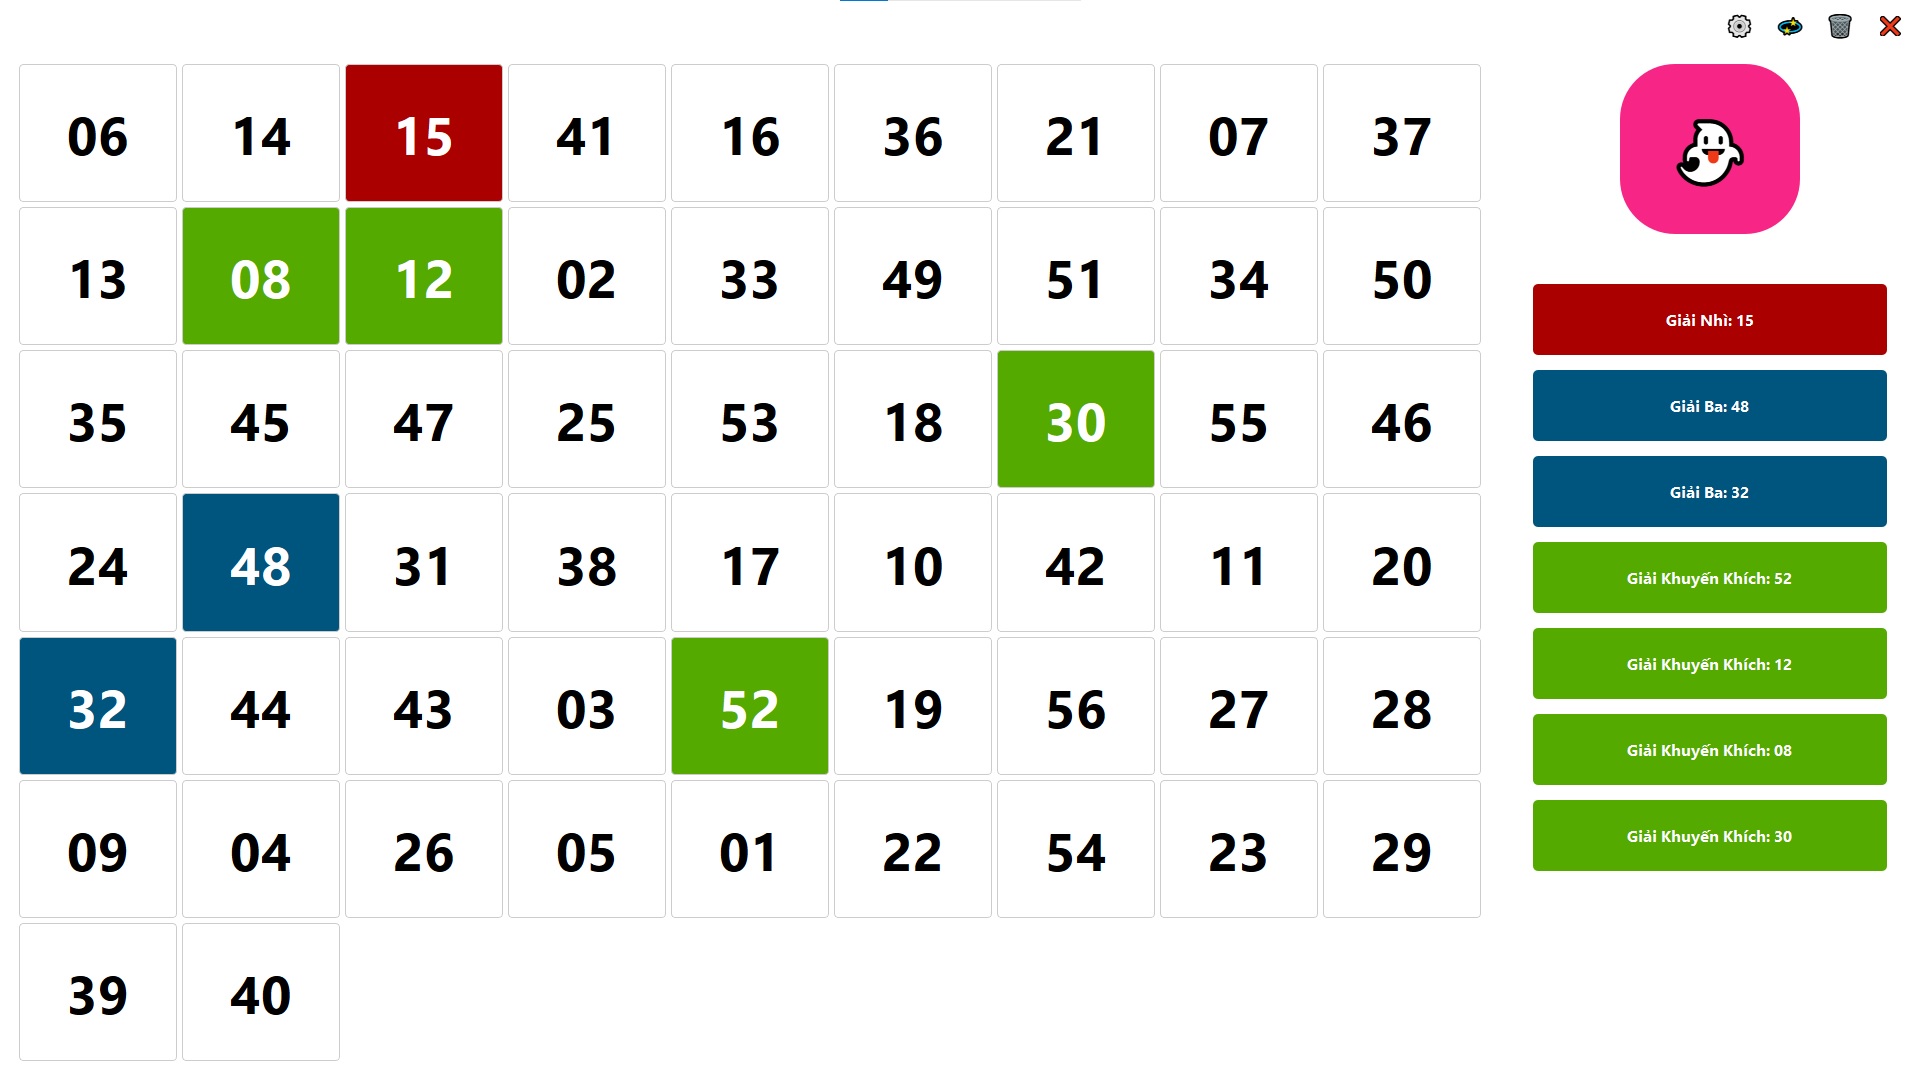 06 14 15 41 16 36 21 07 37
13 08 12 02 33 49 51 34 50
35 45 47 25 53 18 30 55 46
24 48 31 38 17 10 42 11 20
32 44 43 03 52 19 56 27 28
09 04 26 05 01 22 54 23 29
39 40
Giải Nhì: 15
Giải Ba: 48
Giải Ba: 32
Giải Khuyến Khích: 52
Giải Khuyến Khích: 12
Giải Khuyến Khích: 08
Giải Khuyến Khích: 30